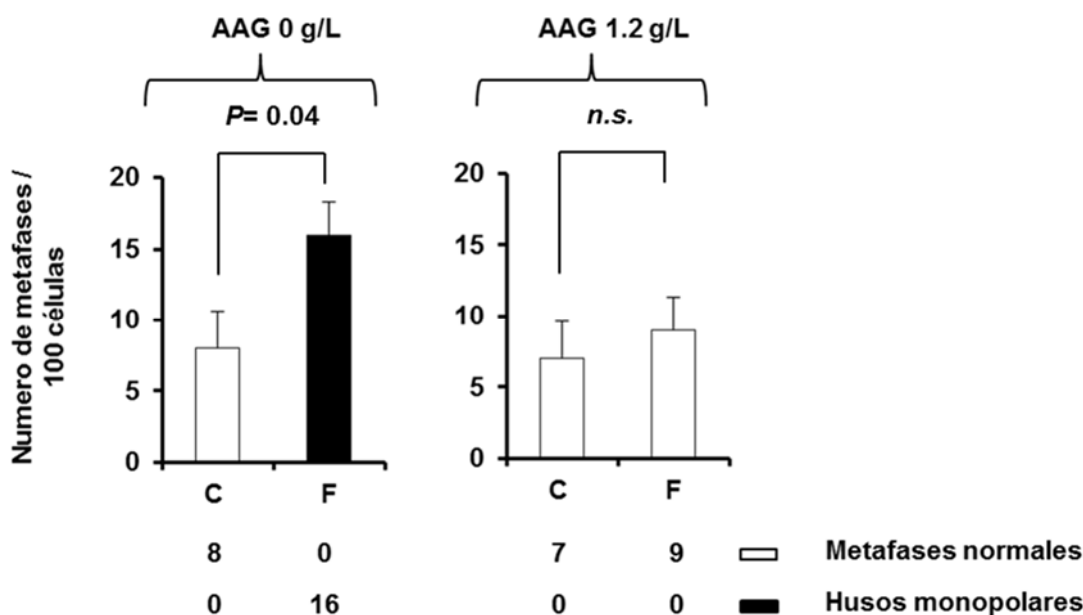 AAG 0 g/L
AAG 1.2 g/L
P= 0.04
n.s.
Numero de metafases /
100 células
20
15
10
5
0
C F
20
15
10
5
0
C F
8 0 7 9 Metafases normales
0 16 0 0 Husos monopolares